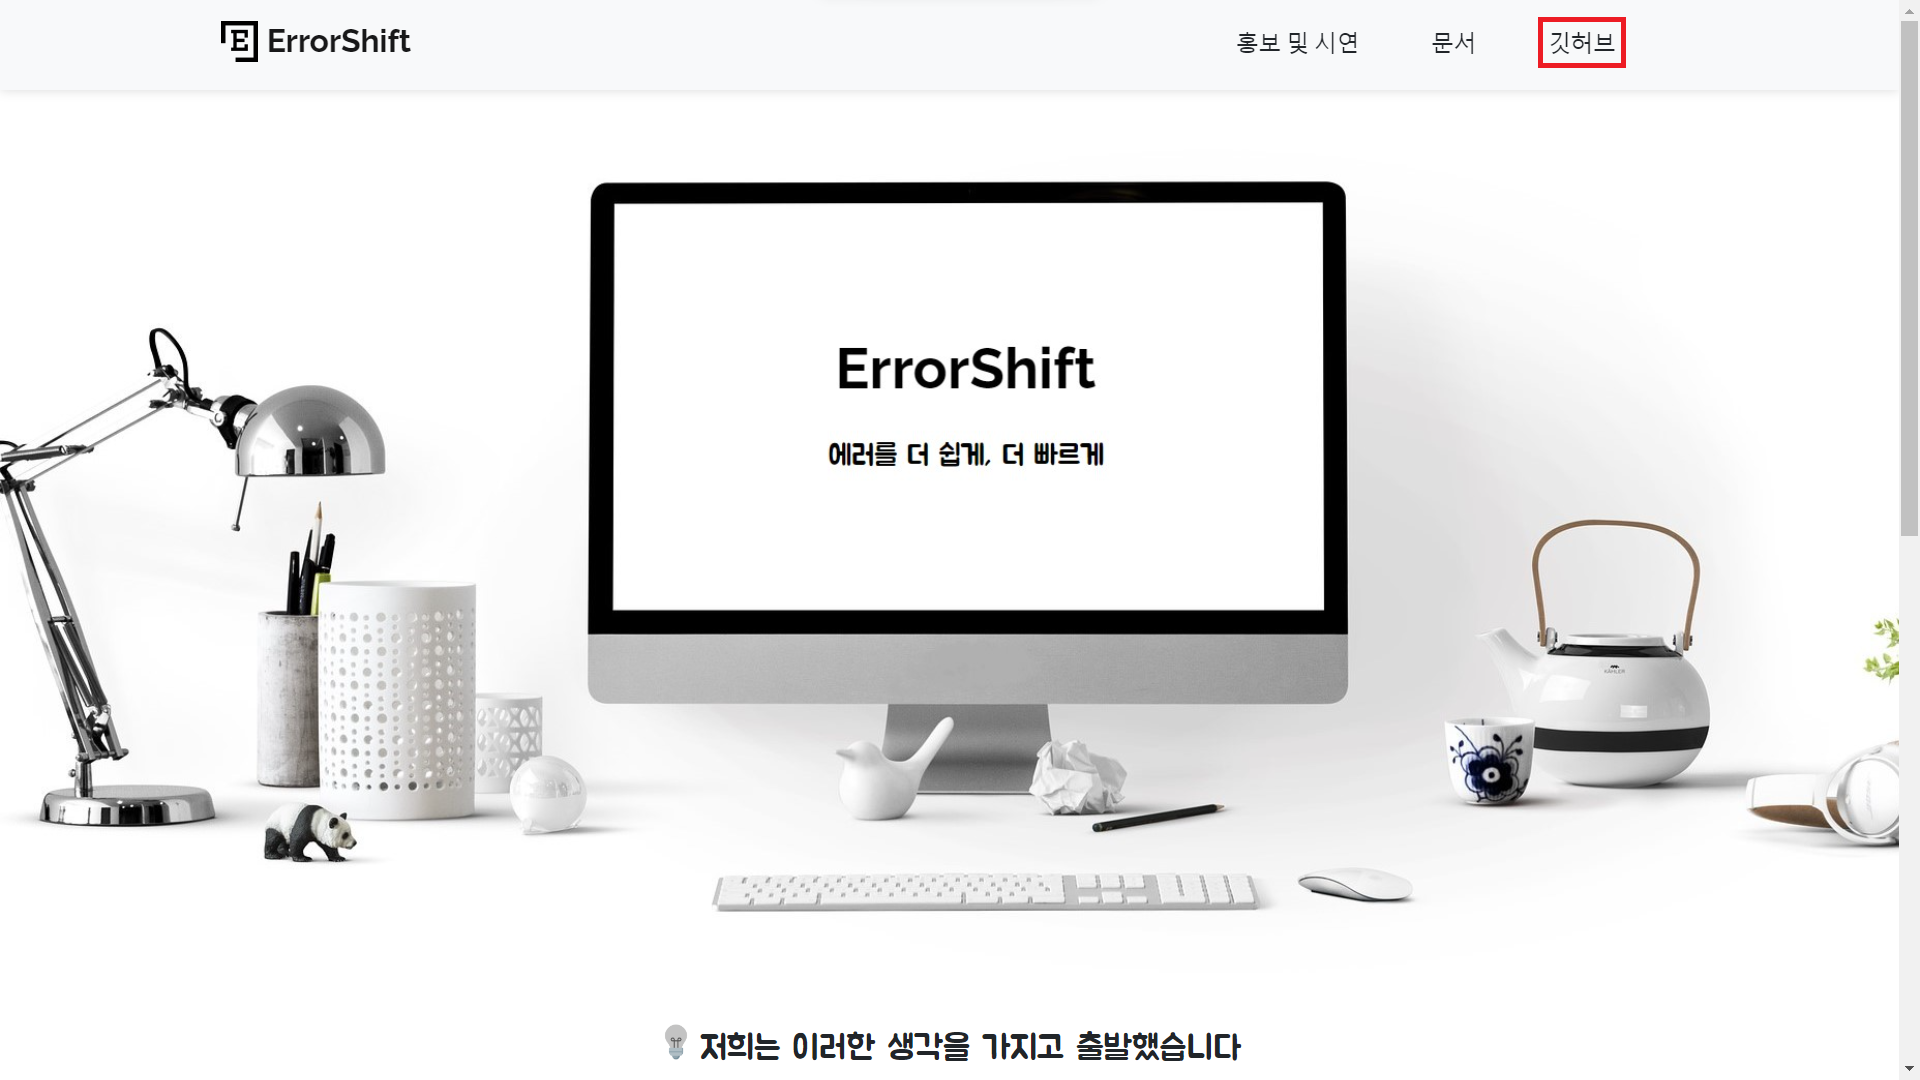 ErrorShift
홍보 및 시연
문서
깃허브
ErrorShift
에러를 더 쉽게, 더 빠르게
KÄHLER
저희는 이러한 생각을 가지고 출발했습니다